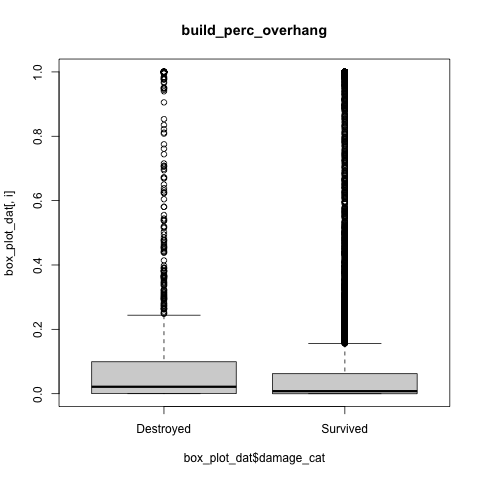 build_perc_overhang
box_plot_dat[, i]
1.0
0.8
0.6
0.4
0.2
0.0
Destroyed
Survived
box_plot_dat$damage_cat